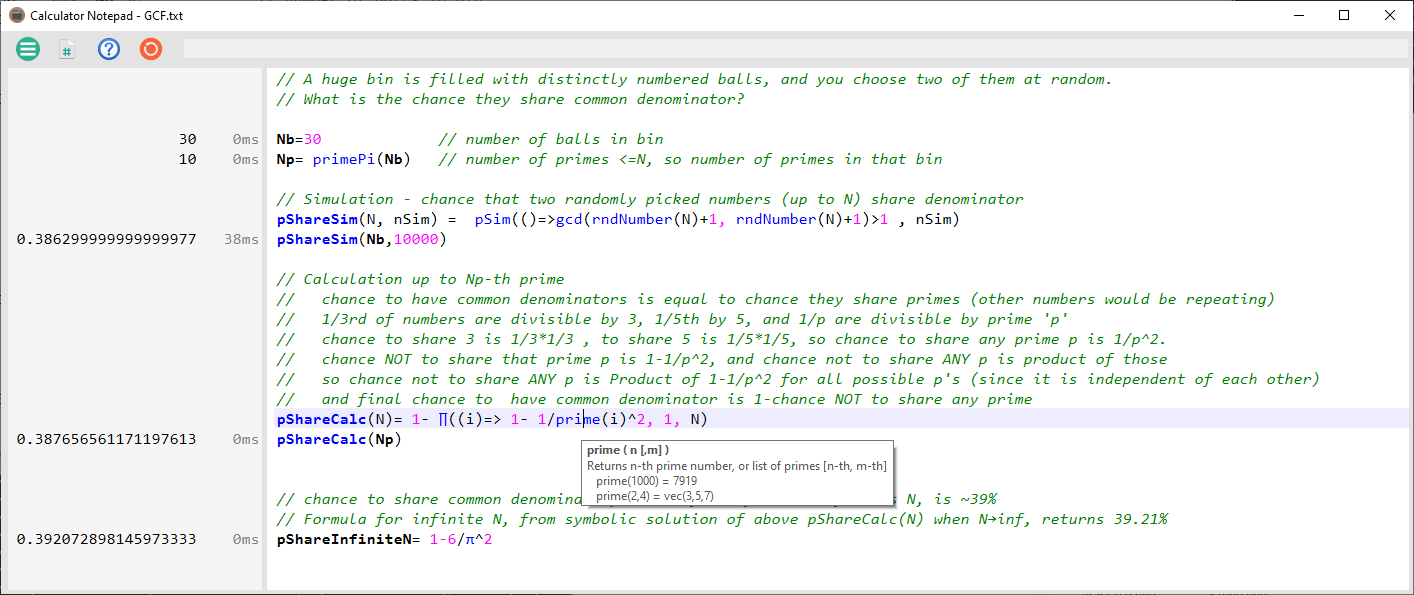 Calculator Notepad - GCF.txt
// A huge bin is filled with distinctly numbered balls, and you choose two of them at random.
// What is the chance they share common denominator?
30 0ms Nb=30 // number of balls in bin
10 0ms Np= primePi(Nb) // number of primes <=N, so number of primes in that bin
// Simulation - chance that two randomly picked numbers (up to N) share denominator
pShareSim(N, nSim) = pSim(()=>gcd(rndNumber(N)+1, rndNumber(N)+1)>1 , nSim)
0.386299999999999977 38ms pShareSim(Nb,10000)
// Calculation up to Np-th prime
// chance to have common denominators is equal to chance they share primes (other numbers would be repeating)
// 1/3rd of numbers are divisible by 3, 1/5th by 5, and 1/p are divisible by prime 'p'
// chance to share 3 is 1/3*1/3 , to share 5 is 1/5*1/5, so chance to share any prime p is 1/p^2.
// chance NOT to share that prime p is 1-1/p^2, and chance not to share ANY p is product of those
// so chance not to share ANY p is Product of 1-1/p^2 for all possible p's (since it is independent of each other)
// and final chance to have common denominator is 1-chance NOT to share any prime
pShareCalc(N)= 1- ∏((i)=> 1- 1/prime(i)^2, 1, N)
0.387656561171197613 0ms pShareCalc(Np)
prime ( n [,m] )
Returns n-th prime number, or list of primes [n-th, m-th]
prime(1000) = 7919
prime(2,4) = vec(3,5,7)
// chance to share common N, is ~39%
// Formula for infinite N, from symbolic solution of above pShareCalc(N) when N→inf, returns 39.21%
0.392072898145973333 0ms pShareInfiniteN= 1-6/π^2